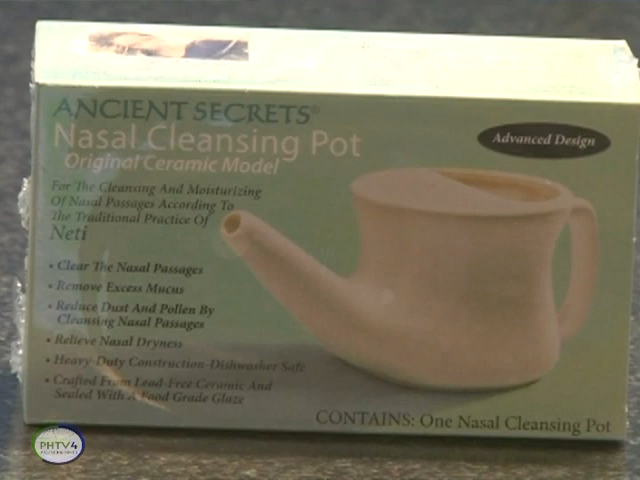 ANCIENT SECRETS®
Nasal Cleansing Pot
Original Ceramic Model
Advanced Design
For The Cleansing And Moisturizing
Of Nasal Passages According To
The Traditional Practice Of
Neti
• Clear The Nasal Passages
• Remove Excess Mucus
• Reduce Dust And Pollen By
Cleansing Nasal Passages
• Relieve Nasal Dryness
• Heavy-Duty Construction-Dishwasher Safe
• Crafted From Lead-Free Ceramic And
Sealed With A Food Grade Glaze
CONTAINS: One Nasal Cleansing Pot
PHTV4